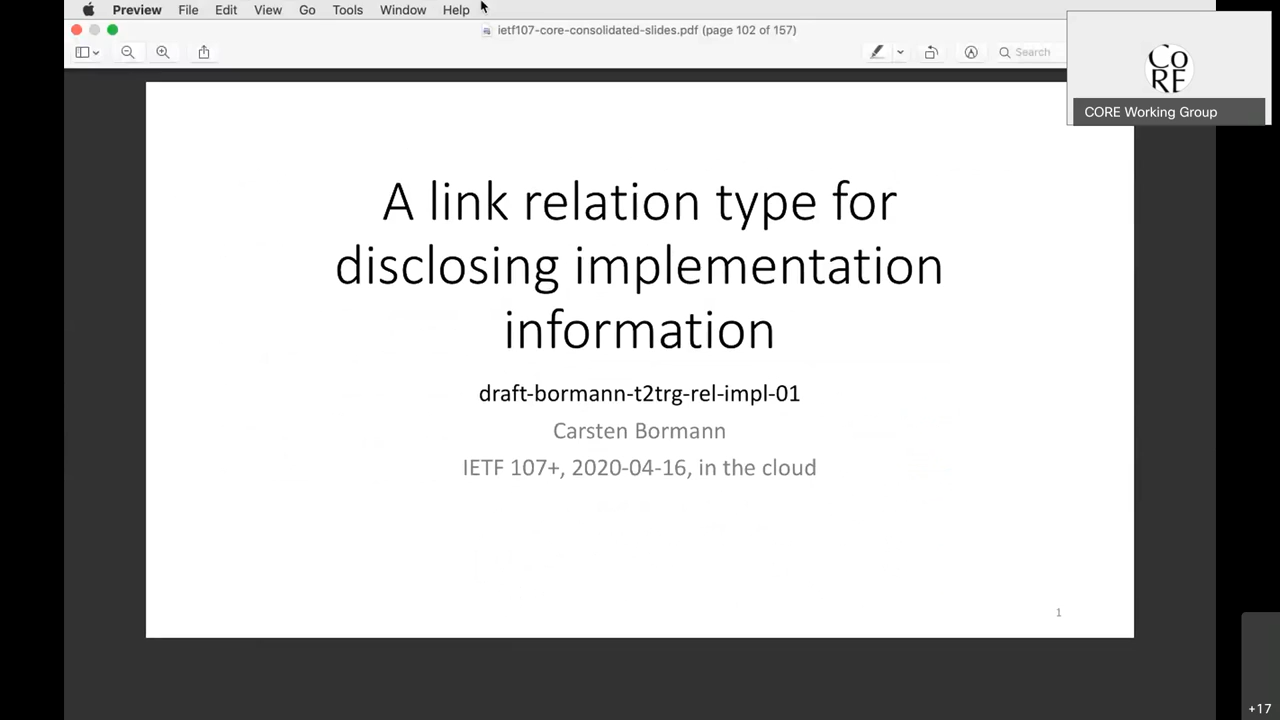 Preview File Edit View Go Tools Window Help
ietf107-core-consolidated-slides.pdf (page 102 of 157)
Search
CORE
CORE Working Group
A link relation type for
disclosing implementation
information
draft-bormann-t2trg-rel-impl-01
Carsten Bormann
IETF 107+, 2020-04-16, in the cloud
1
+17